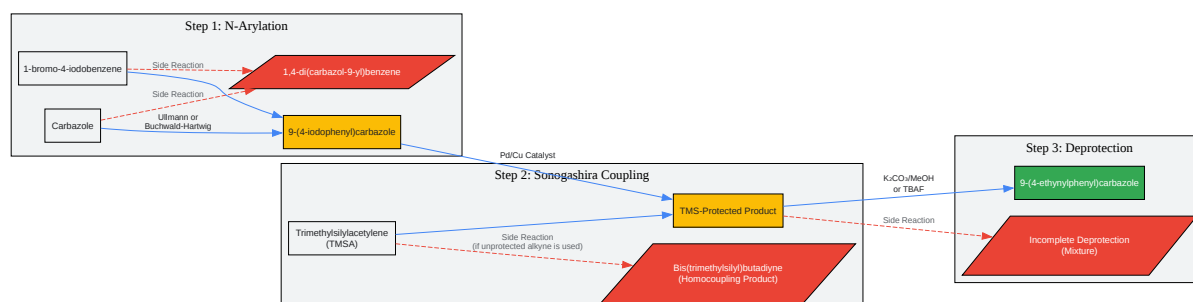 Step 1: N-Arylation
1-bromo-4-iodobenzene
Side Reaction
1,4-di(carbazol-9-yl)benzene
Side Reaction
Carbazole
Ullmann or
Buchwald-Hartwig
9-(4-iodophenyl)carbazole
Pd/Cu Catalyst
Step 2: Sonogashira Coupling
Trimethylsilylacetylene
(TMSA)
TMS-Protected Product
Side Reaction
(if unprotected alkyne is used)
Bis(trimethylsilyl)butadiyne
(Homocoupling Product)
K₂CO₃/MeOH
or TBAF
Side Reaction
Step 3: Deprotection
9-(4-ethynylphenyl)carbazole
Incomplete Deprotection
(Mixture)